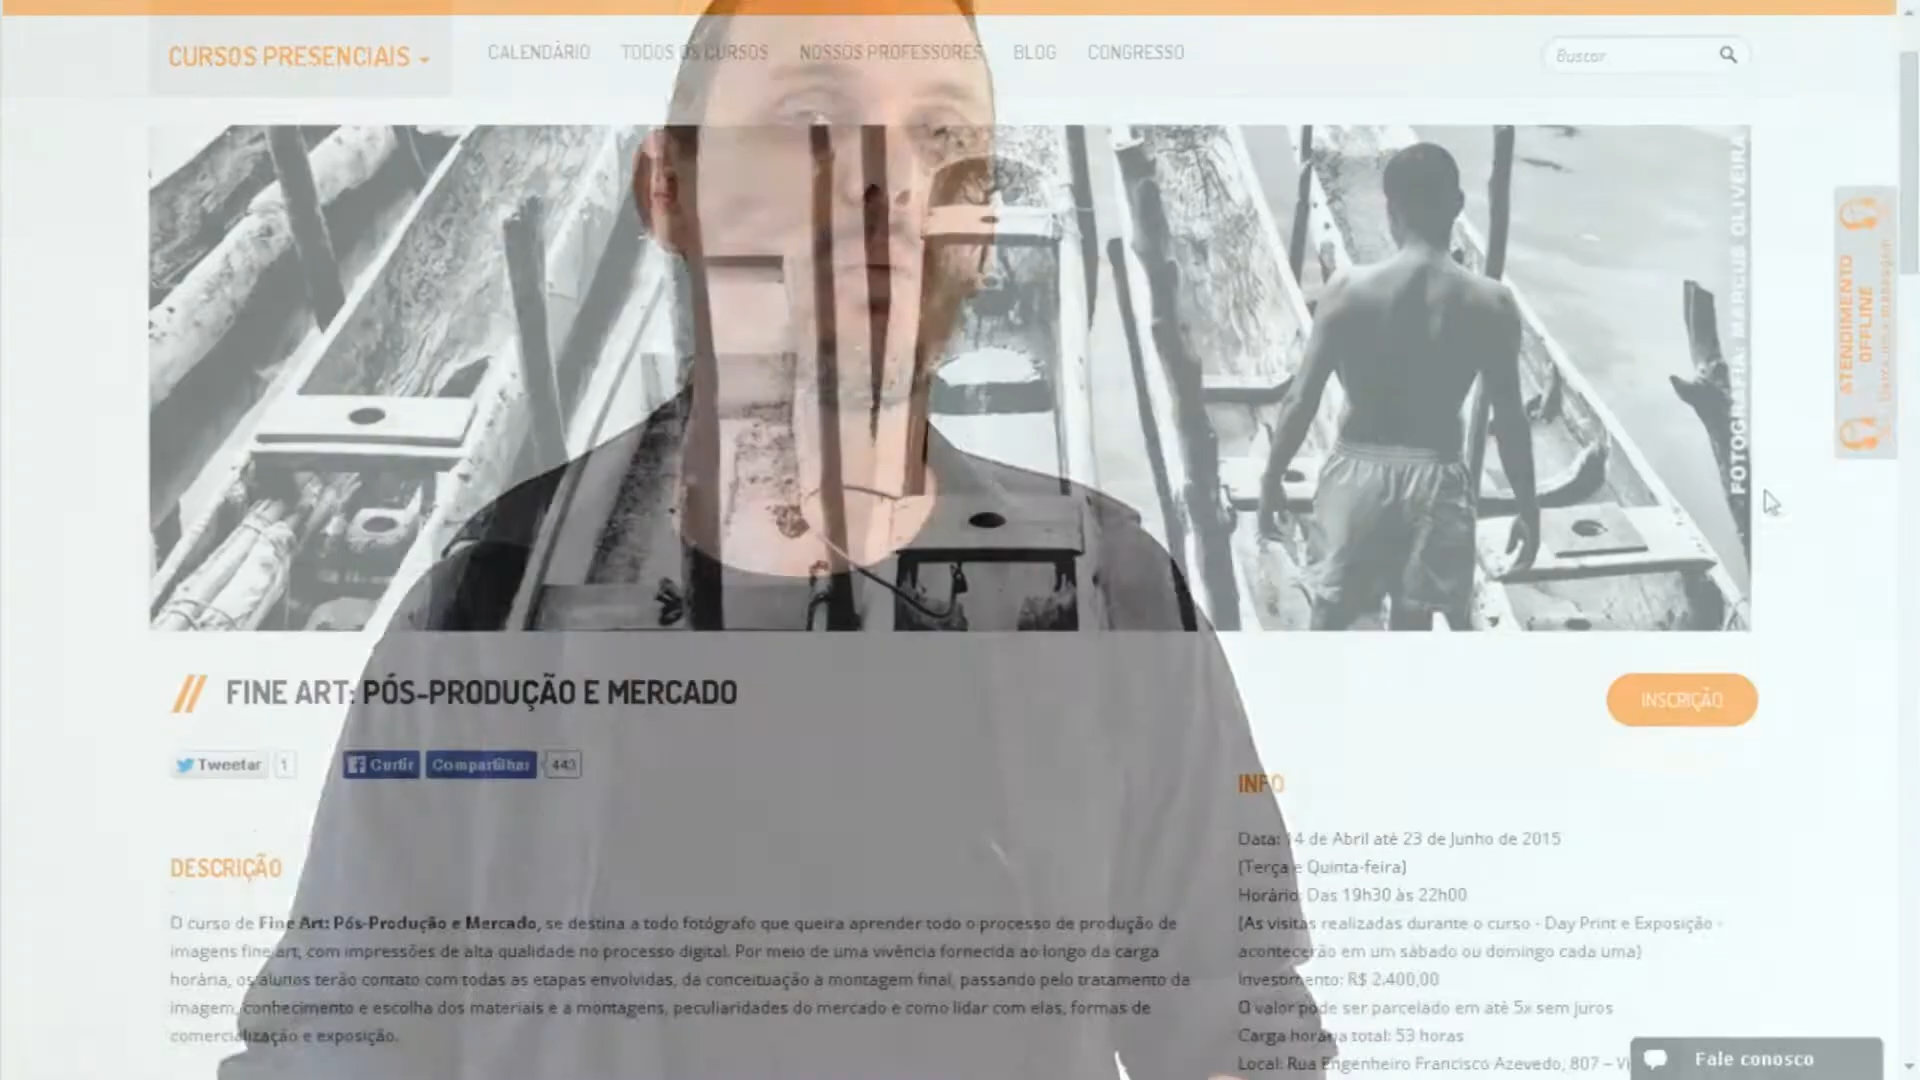 CURSOS PRESENCIAIS
CALENDÁRIO
TODOS OS CURSOS
NOSSOS PROFESSORES
BLOG
CONGRESSO
Buscar
FOTOGRAFIA MARCUS OLIVEIRA
ATENDIMENTO
OFFLINE
FINE ART: PÓS-PRODUÇÃO E MERCADO
INSCRIÇÃO
Tweetar 1
Curtir Compartilhar 443
INFO
Data: 14 de Abril até 23 de Junho de 2015
(Terça e Quinta-feira)
Horário: Das 19h30 às 22h00
(As visitas realizadas durante o curso - Day Print e Exposição -
acontecerão em um sábado ou domingo cada uma)
Investimento: R$ 2.400,00
O valor pode ser parcelado em até 5x sem juros
Carga horária total: 53 horas
Local: Rua Engenheiro Francisco Azevedo, 807 – Vi
DESCRIÇÃO
O curso de Fine Art: Pós-Produção e Mercado, se destina a todo fotógrafo que queira aprender todo o processo de produção de
imagens fine art, com impressões de alta qualidade no processo digital. Por meio de uma vivência fornecida ao longo da carga
horária, os alunos terão contato com todas as etapas envolvidas, da conceituação a montagem final, passando pelo tratamento da
imagem, conhecimento e escolha dos materiais e a montagens, peculiaridades do mercado e como lidar com elas, formas de
comercialização e exposição.
Fale conosco